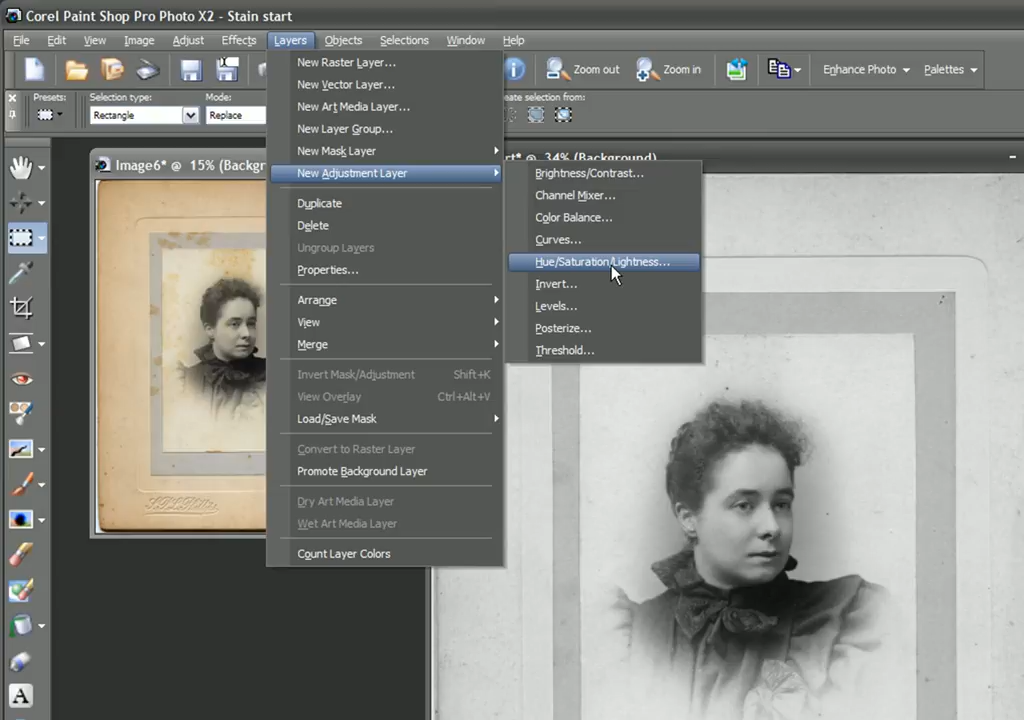 Corel Paint Shop Pro Photo X2 - Stain start
File Edit View Image Adjust Effects Layers Objects Selections Window Help
Zoom out Zoom in Enhance Photo Palettes
Presets: Selection type: Mode: eate selection from:
Rectangle Replace
Image6* @ 15% (Backgr
rt* @ 34% (Background)
New Raster Layer...
New Vector Layer...
New Art Media Layer...
New Layer Group...
New Mask Layer
New Adjustment Layer
Duplicate
Delete
Ungroup Layers
Properties...
Arrange
View
Merge
Invert Mask/Adjustment Shift+K
View Overlay Ctrl+Alt+V
Load/Save Mask
Convert to Raster Layer
Promote Background Layer
Dry Art Media Layer
Wet Art Media Layer
Count Layer Colors
Brightness/Contrast...
Channel Mixer...
Color Balance...
Curves...
Hue/Saturation/Lightness...
Invert...
Levels...
Posterize...
Threshold...
A